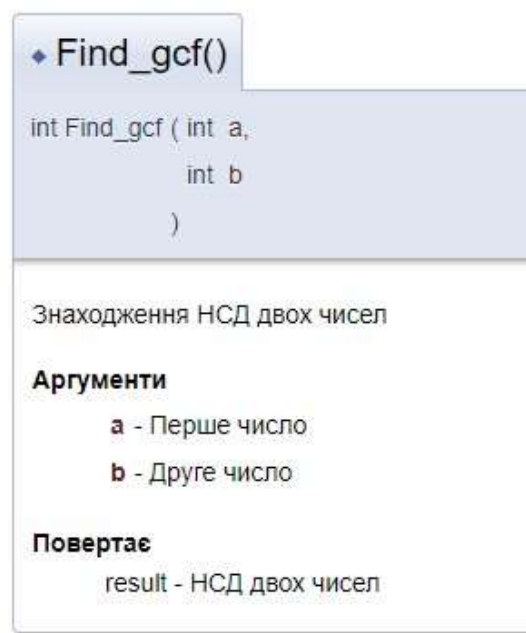 Find_gcf()
int Find_gcf ( int a,
int b
)
Знаходження НСД двох чисел
Аргументи
a - Перше число
b - Друге число
Повертає
result - НСД двох чисел